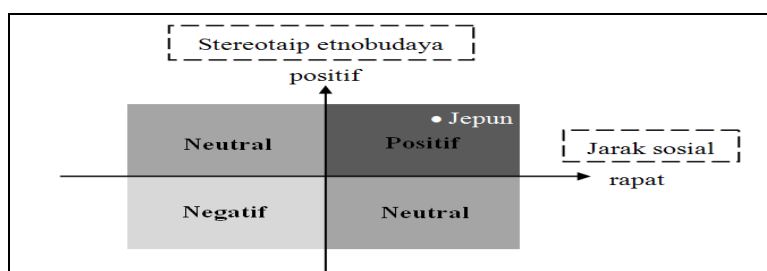 Stereotaip etnobudaya
positif
Jepun
Neutral
Positif
Jarak sosial
rapat
Negatif
Neutral